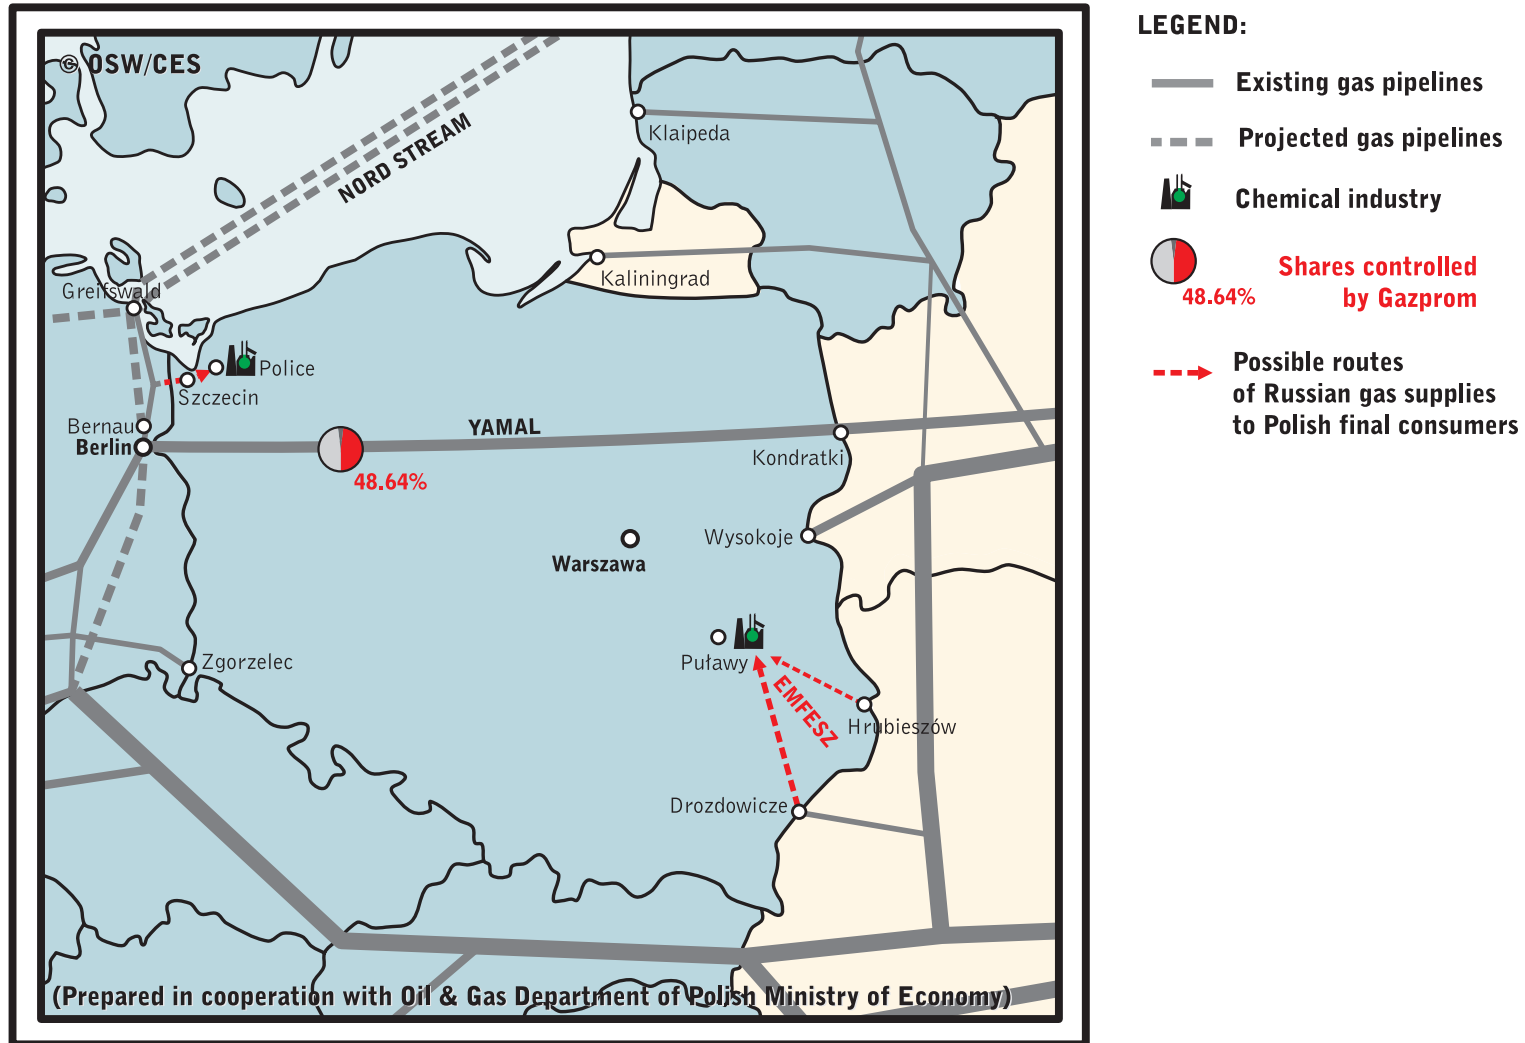 © OSW/CES
NORD STREAM
Klaipeda
Kaliningrad
Greifswald
Police
Szczecin
Bernau
Berlin
YAMAL
48.64%
Kondratki
Wysokoje
Warszawa
Puławy
Zgorzelec
EMFESZ
Hrubieszów
Drozdowicze
(Prepared in cooperation with Oil & Gas Department of Polish Ministry of Economy)
LEGEND:
Existing gas pipelines
Projected gas pipelines
Chemical industry
48.64%
Shares controlled
by Gazprom
Possible routes
of Russian gas supplies
to Polish final consumers